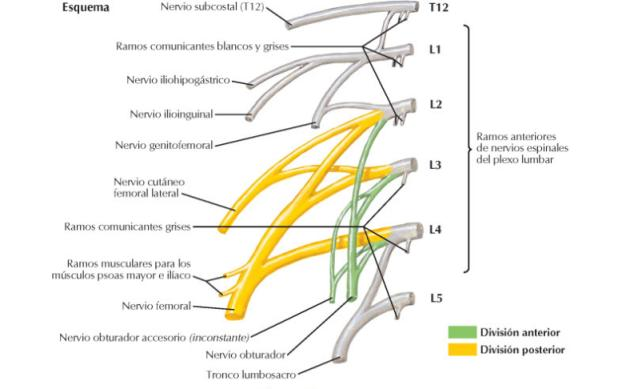 Esquema
Nervio subcostal (T12)
T12
Ramos comunicantes blancos y grises
L1
Nervio iliohipogástrico
Nervio ilioinguinal
L2
Nervio genitofemoral
Ramos anteriores
de nervios espinales
del plexo lumbar
L3
Nervio cutáneo
femoral lateral
Ramos comunicantes grises
L4
Ramos musculares para los
músculos psoas mayor e ilíaco
Nervio femoral
L5
Nervio obturador accesorio (inconstante)
Nervio obturador
Tronco lumbosacro
División anterior
División posterior